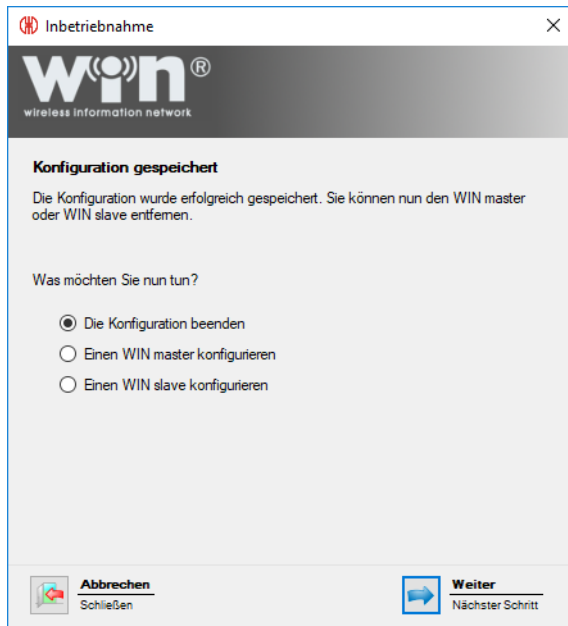 Inbetriebnahme
WIN®
wireless information network
Konfiguration gespeichert
Die Konfiguration wurde erfolgreich gespeichert. Sie können nun den WIN master
oder WIN slave entfernen.
Was möchten Sie nun tun?
Die Konfiguration beenden
Einen WIN master konfigurieren
Einen WIN slave konfigurieren
Abbrechen
Schließen
Weiter
Nächster Schritt